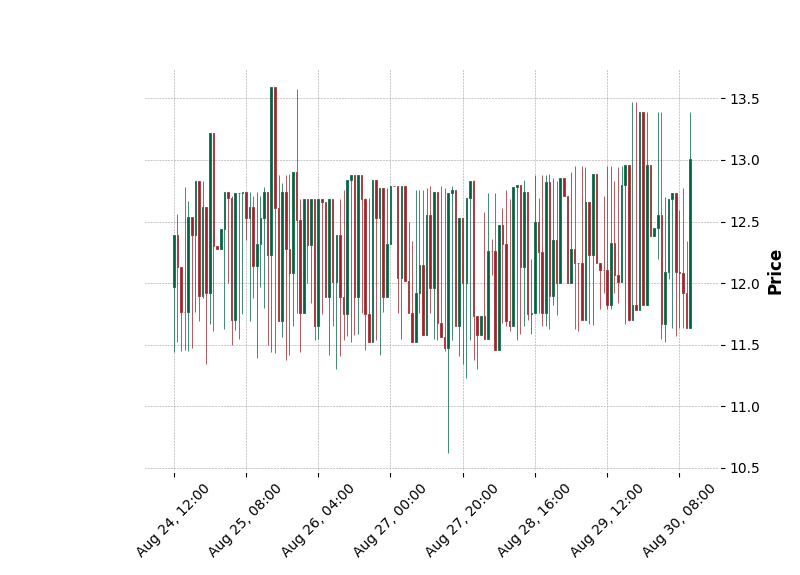 13.5
13.0
12.5
12.0
11.5
11.0
10.5
Price
Aug 24, 12:00
Aug 25, 08:00
Aug 26, 04:00
Aug 27, 00:00
Aug 27, 20:00
Aug 28, 16:00
Aug 29, 12:00
Aug 30, 08:00